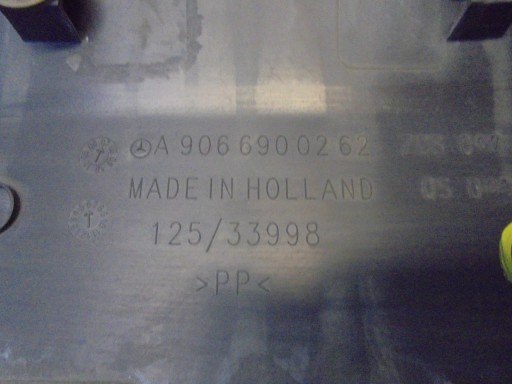 A 906 690 02 62
MADE IN HOLLAND
125/33998
>PP<